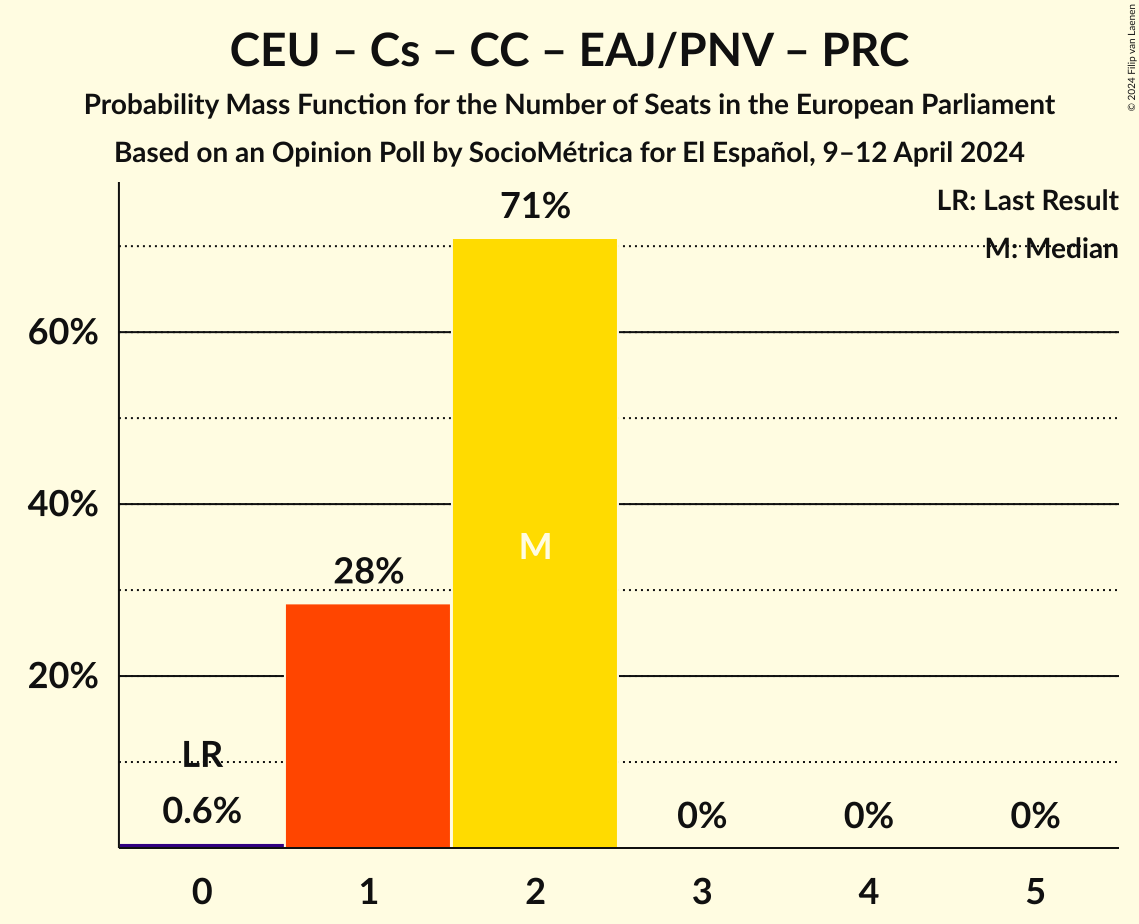 CEU – Cs – CC – EAJ/PNV – PRC
Probability Mass Function for the Number of Seats in the European Parliament
Based on an Opinion Poll by SocioMétrica for El Español, 9–12 April 2024
© 2024 Filip van Laenen
LR: Last Result
M: Median
71%
60%
40%
28%
M
20%
LR
0.6%
0%
0%
0%
0
1
2
3
4
5